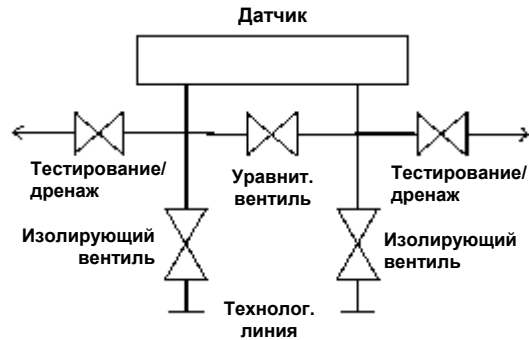 Датчик
Тестирование/
дренаж
Уравнит.
вентиль
Тестирование/
дренаж
Изолирующий
вентиль
Изолирующий
вентиль
Технолог.
линия